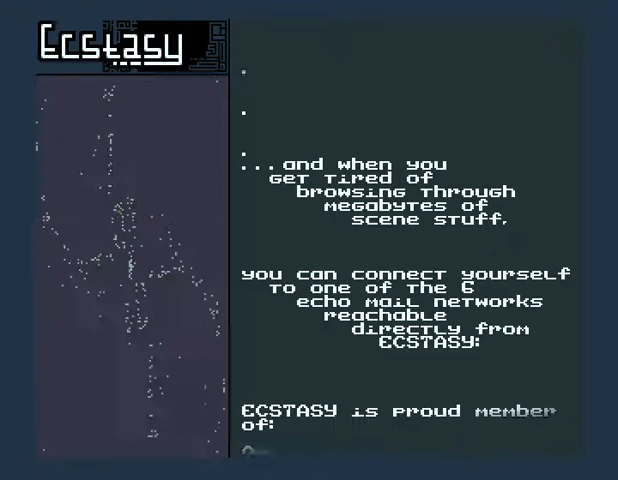 Ecstasy
.
.
.
...and when you
get tired of
browsing through
megabytes of
scene stuff,
you can connect yourself
to one of the 6
echo mail networks
reachable
directly from
ECSTASY:
ECSTASY is proud member
of: